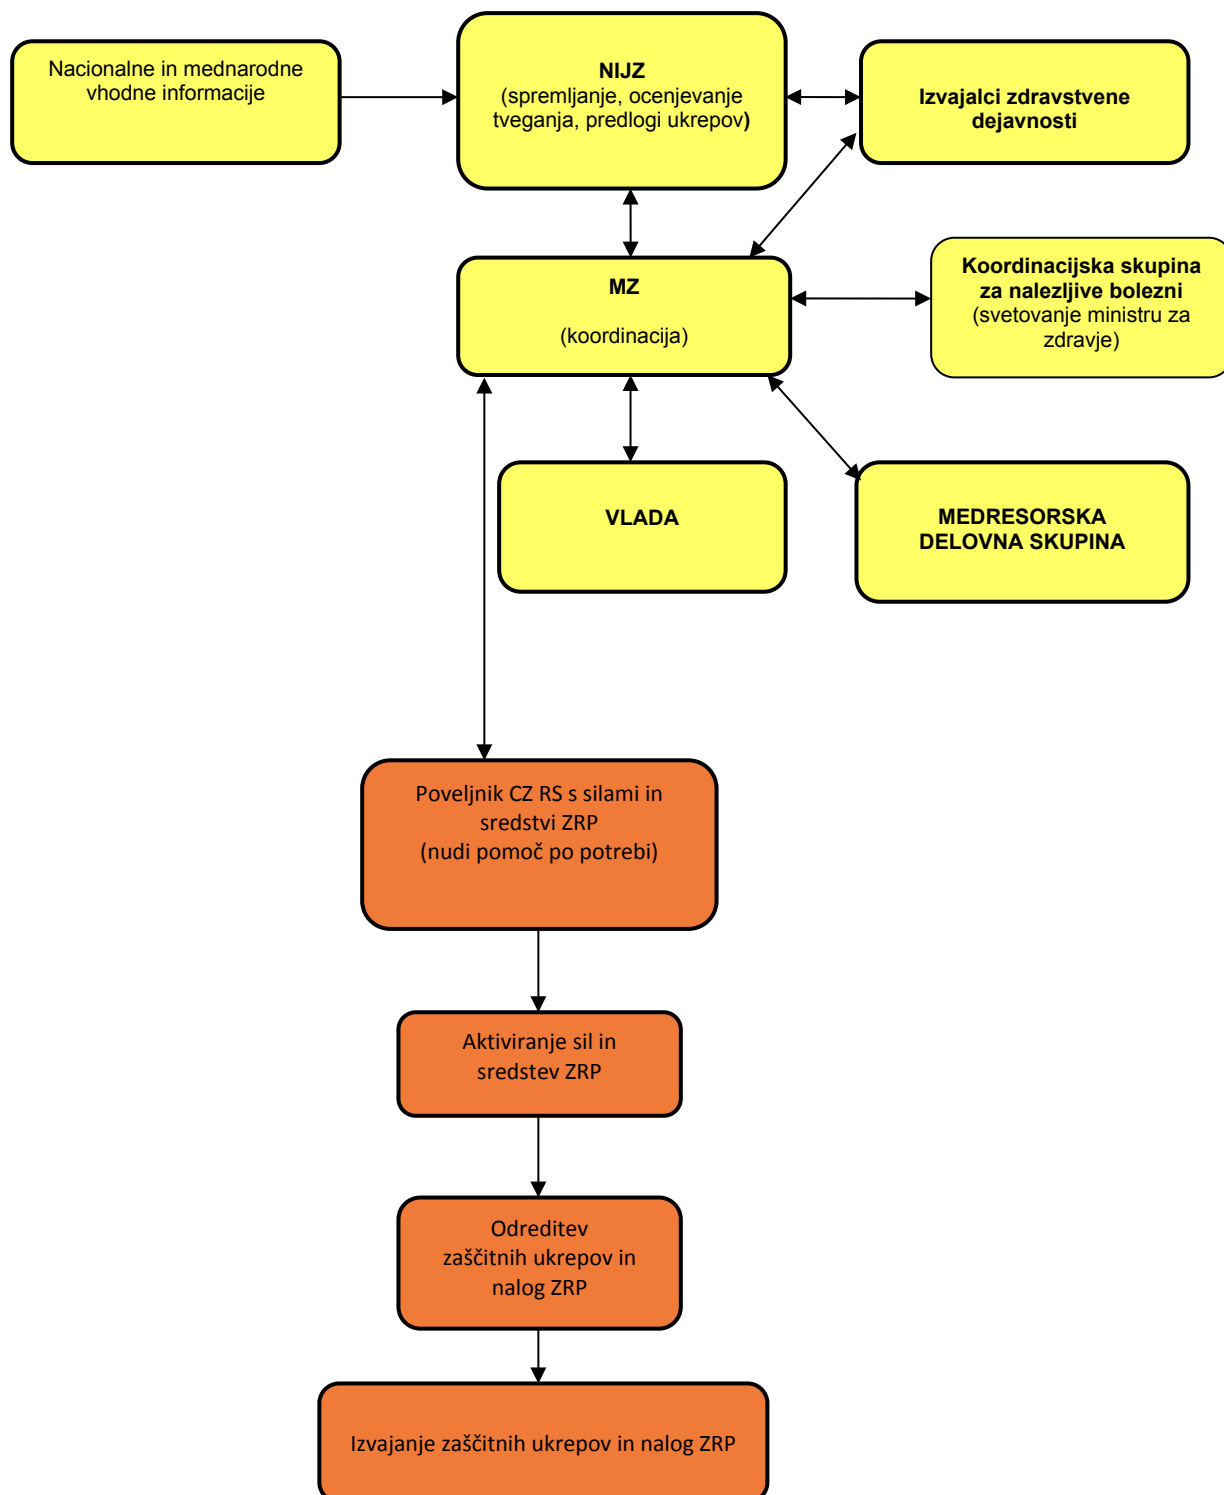 Nacionalne in mednarodne
vhodne informacije
NIJZ
(spremljanje, ocenjevanje
tveganja, predlogi ukrepov)
Izvajalci zdravstvene
dejavnosti
MZ
(koordinacija)
Koordinacijska skupina
za nalezljive bolezni
(svetovanje ministru za
zdravje)
VLADA
MEDRESORSKA
DELOVNA SKUPINA
Poveljnik CZ RS s silami in
sredstvi ZRP
(nudi pomoč po potrebi)
Aktiviranje sil in
sredstev ZRP
Odreditev
zaščitnih ukrepov in
nalog ZRP
Izvajanje zaščitnih ukrepov in nalog ZRP